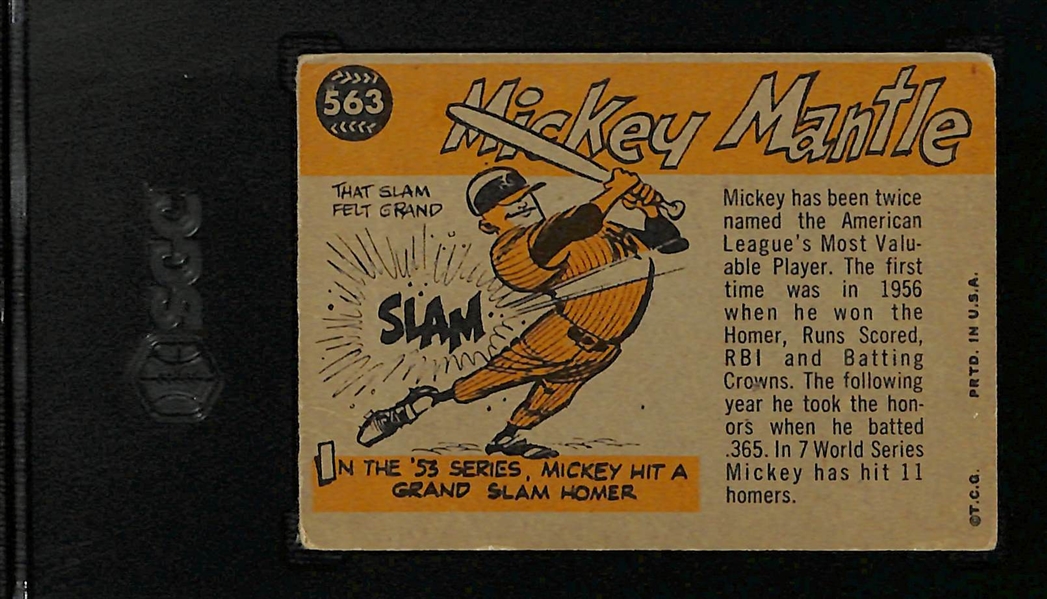 SGC
563
Mickey Mantle
THAT SLAM
FELT GRAND
SLAM
IN THE '53 SERIES, MICKEY HIT A
GRAND SLAM HOMER
Mickey has been twice
named the American
League's Most Valu-
able Player. The first
time was in 1956
when he won the
Homer, Runs Scored,
RBI and Batting
Crowns. The following
year he took the hon-
ors when he batted
.365. In 7 World Series
Mickey has hit 11
homers.
©T.C.G. PRTD. IN U.S.A.